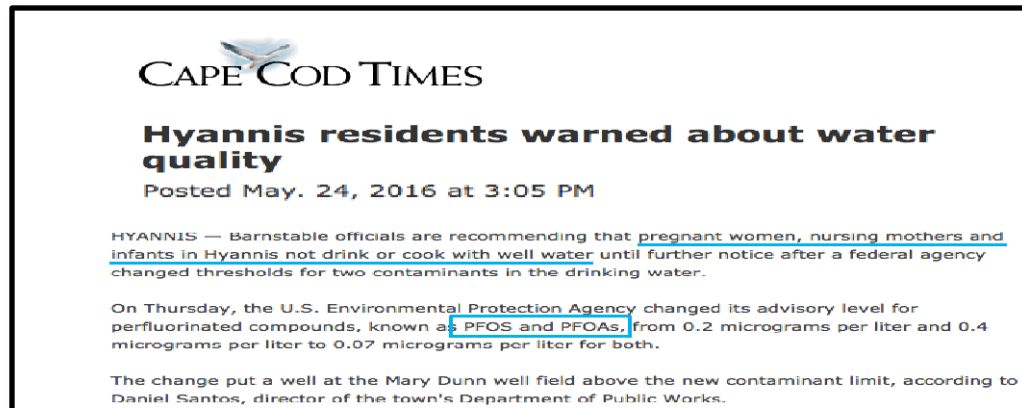 CAPE COD TIMES
Hyannis residents warned about water
quality
Posted May. 24, 2016 at 3:05 PM
HYANNIS — Barnstable officials are recommending that pregnant women, nursing mothers and
infants in Hyannis not drink or cook with well water until further notice after a federal agency
changed thresholds for two contaminants in the drinking water.
On Thursday, the U.S. Environmental Protection Agency changed its advisory level for
perfluorinated compounds, known as PFOS and PFOAs, from 0.2 micrograms per liter and 0.4
micrograms per liter to 0.07 micrograms per liter for both.
The change put a well at the Mary Dunn well field above the new contaminant limit, according to
Daniel Santos, director of the town's Department of Public Works.